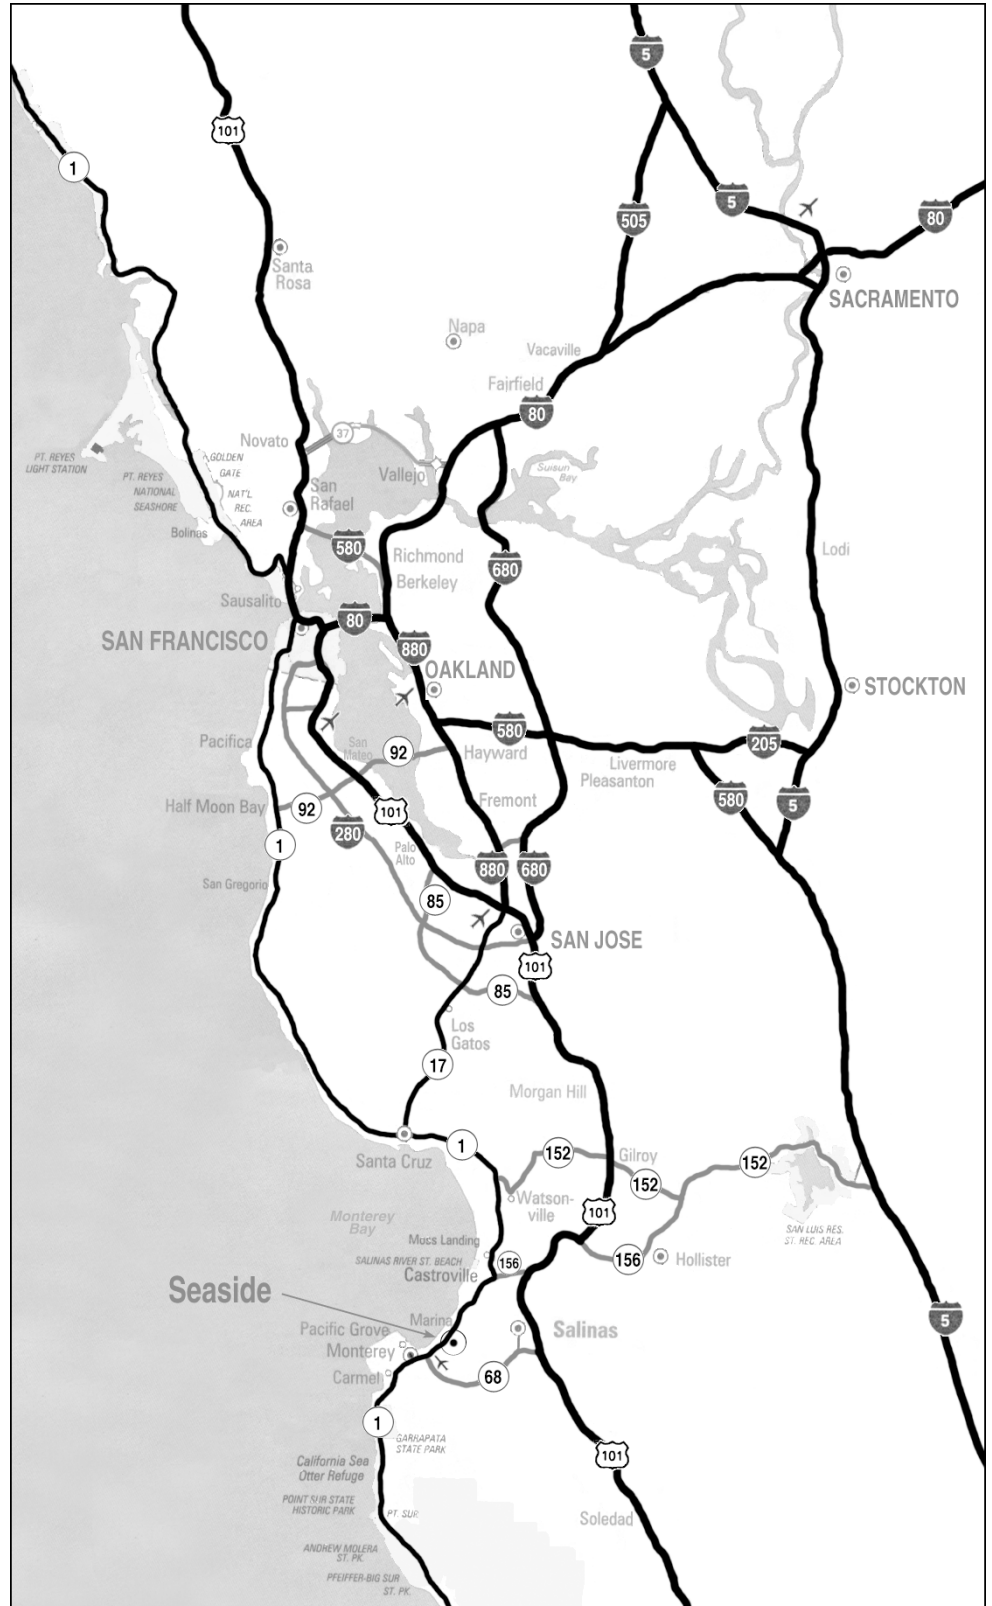 5
101
1
5
505
80
Santa
Rosa
SACRAMENTO
Napa
Vacaville
Fairfield
80
Novato
37
PT. REYES
LIGHT STATION
GOLDEN
GATE
NAT'L
REC.
AREA
PT. REYES
NATIONAL
SEASHORE
Vallejo
Suisun
Bay
San
Rafael
Bolinas
580
Richmond
Berkeley
680
Lodi
Sausalito
80
SAN FRANCISCO
880
OAKLAND
STOCKTON
580
205
Pacifica
San
Mateo
92
Hayward
Livermore
Pleasanton
Half Moon Bay
92
101
Fremont
580
5
280
1
Palo
Alto
880
680
San Gregorio
85
SAN JOSE
101
85
Los
Gatos
17
Morgan Hill
1
152
Gilroy
152
152
Santa Cruz
Watson-
ville
101
SAN LUIS RES.
ST. REC. AREA
Monterey
Bay
Moss Landing
SALINAS RIVER ST. BEACH
156
156
Hollister
Castroville
Seaside
Marina
Pacific Grove
Salinas
5
Monterey
Carmel
68
1
GARRAPATA
STATE PARK
101
California Sea
Otter Refuge
POINT SUR STATE
HISTORIC PARK
PT. SUR
Soledad
ANDREW MOLERA
ST. PK.
PFEIFFER-BIG SUR
ST. PK.